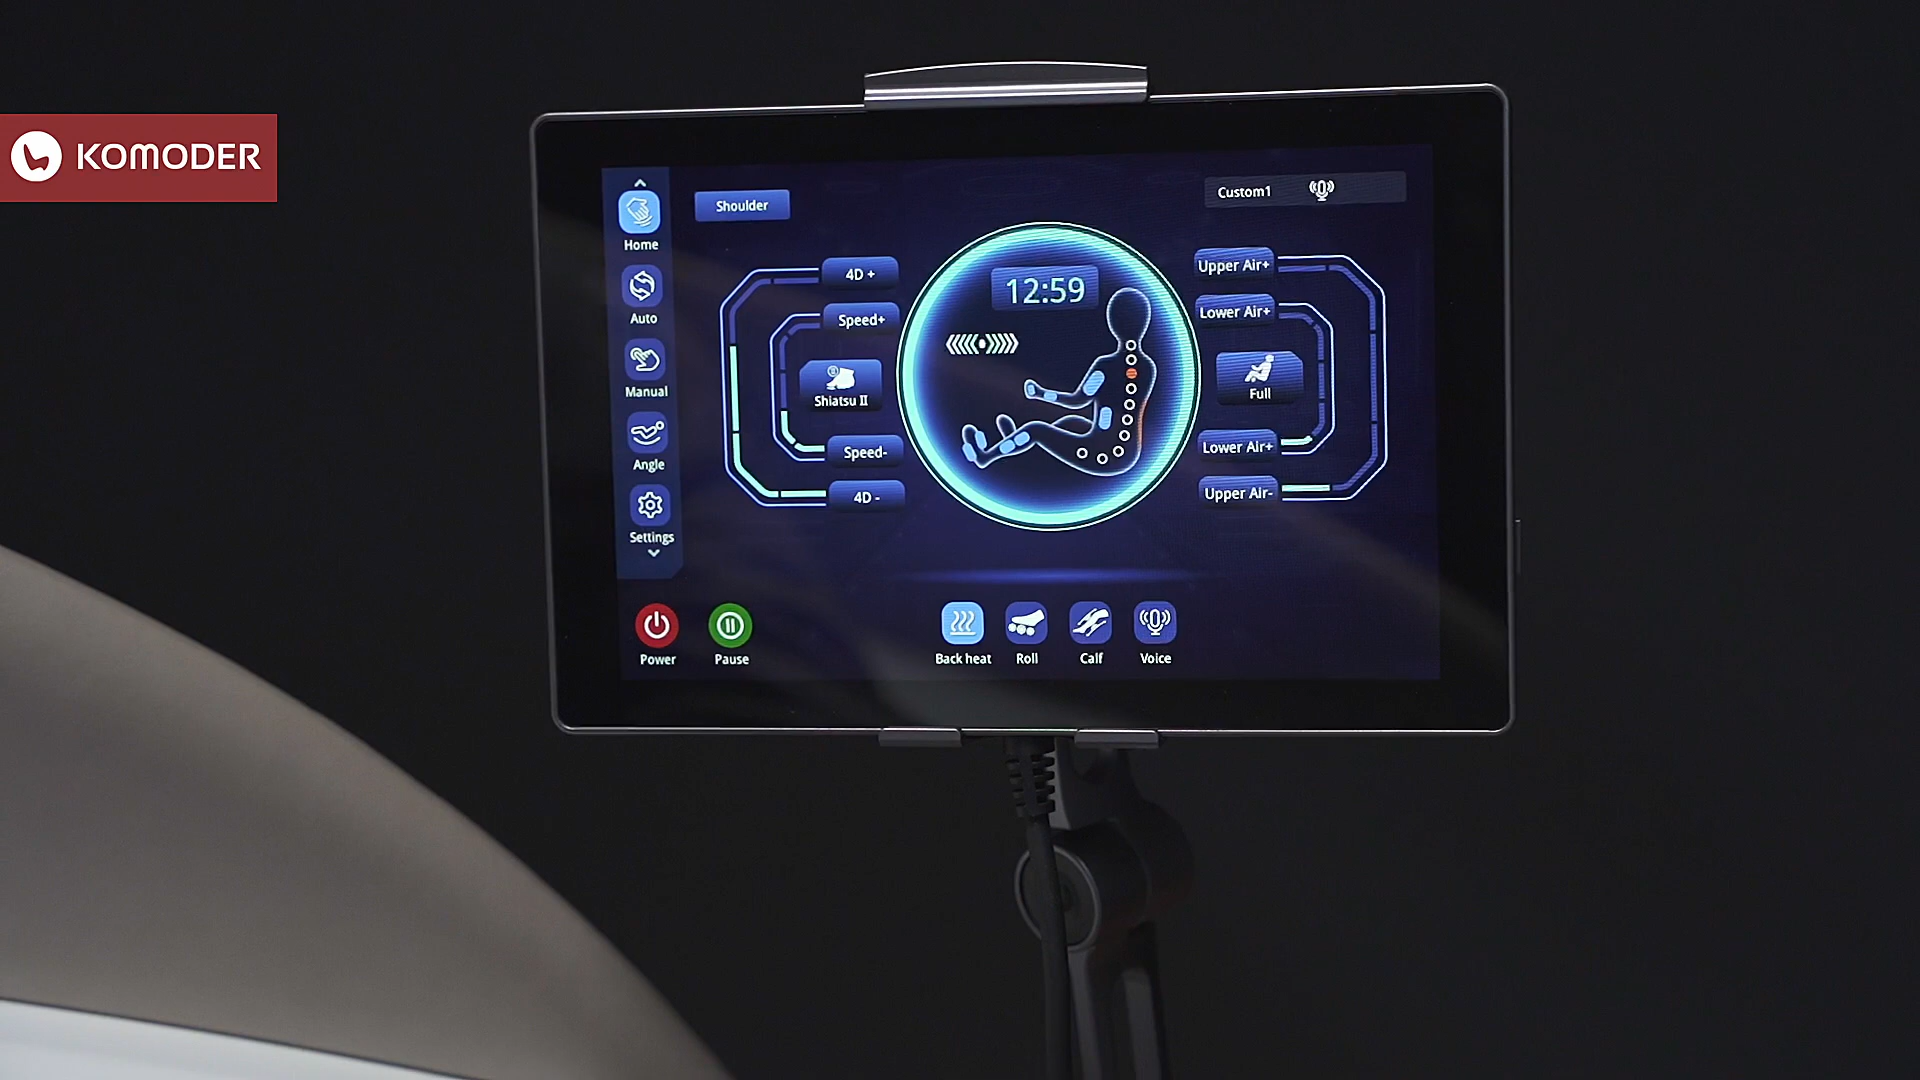 KOMODER
Shoulder
Custom1
Home
Auto
Manual
Angle
Settings
4D +
Speed+
Shiatsu II
Speed-
4D -
12:59
Upper Air+
Lower Air+
Full
Lower Air+
Upper Air-
Power
Pause
Back heat
Roll
Calf
Voice